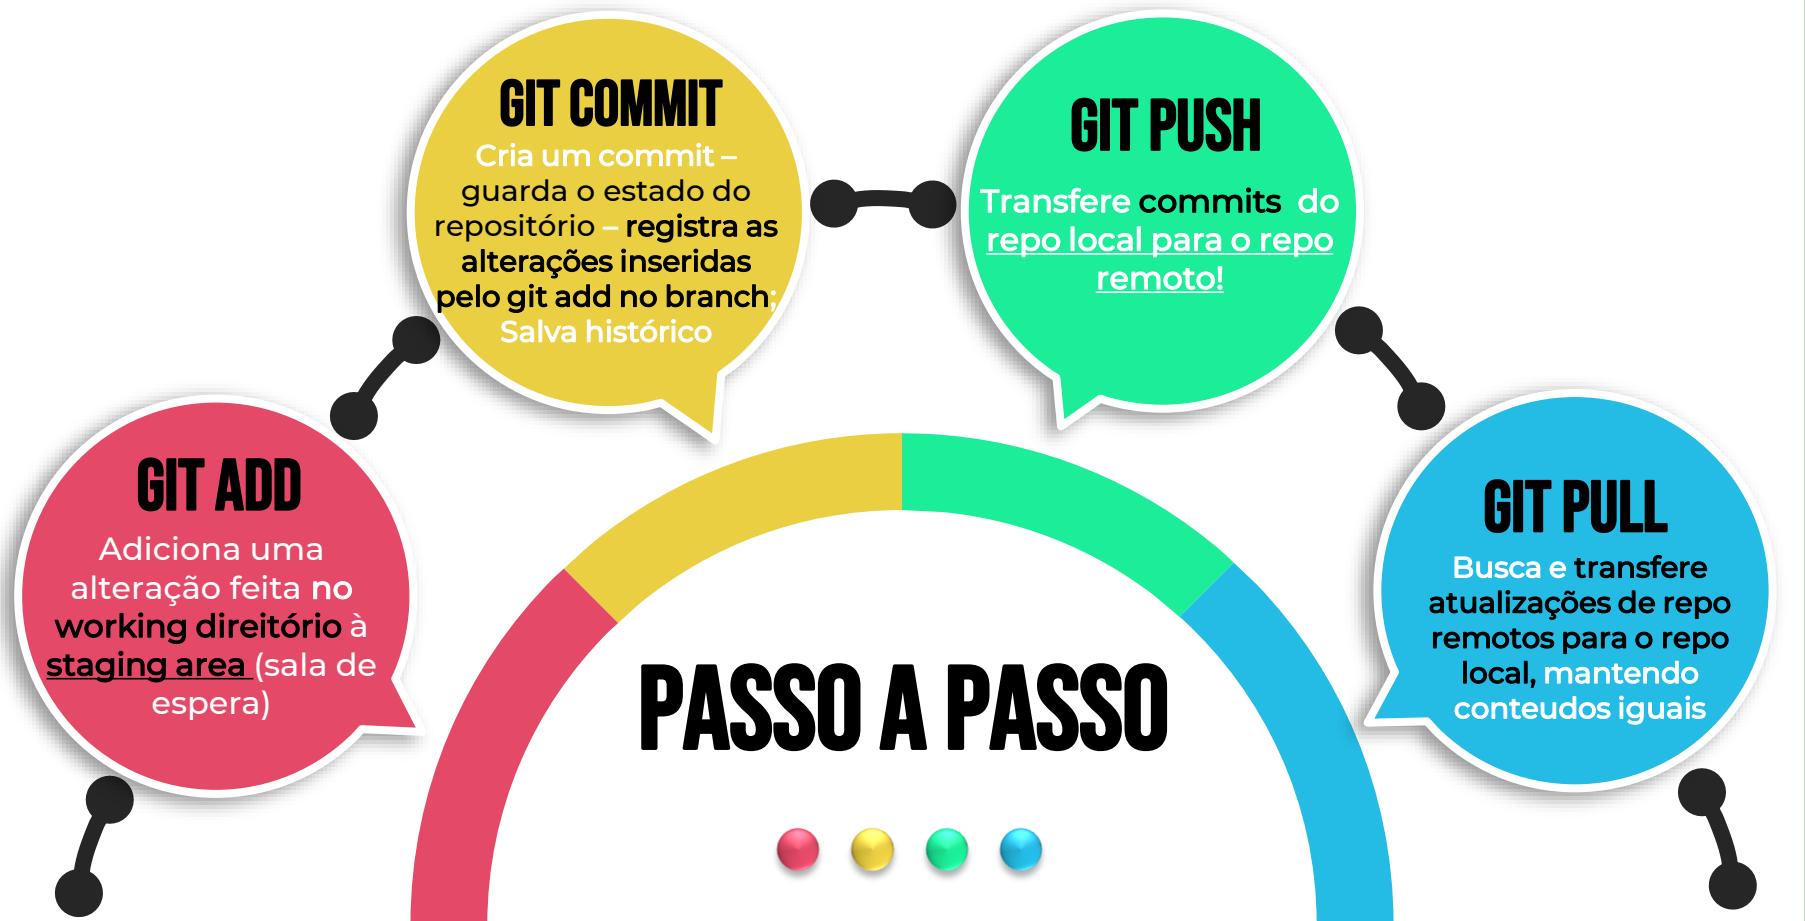 GIT COMMIT
Cria um commit –
guarda o estado do
repositório – registra as
alterações inseridas
pelo git add no branch;
Salva histórico
GIT PUSH
Transfere commits do
repo local para o repo
remoto!
GIT ADD
Adiciona uma
alteração feita no
working direitório à
staging area (sala de
espera)
GIT PULL
Busca e transfere
atualizações de repo
remotos para o repo
local, mantendo
conteudos iguais
PASSO A PASSO